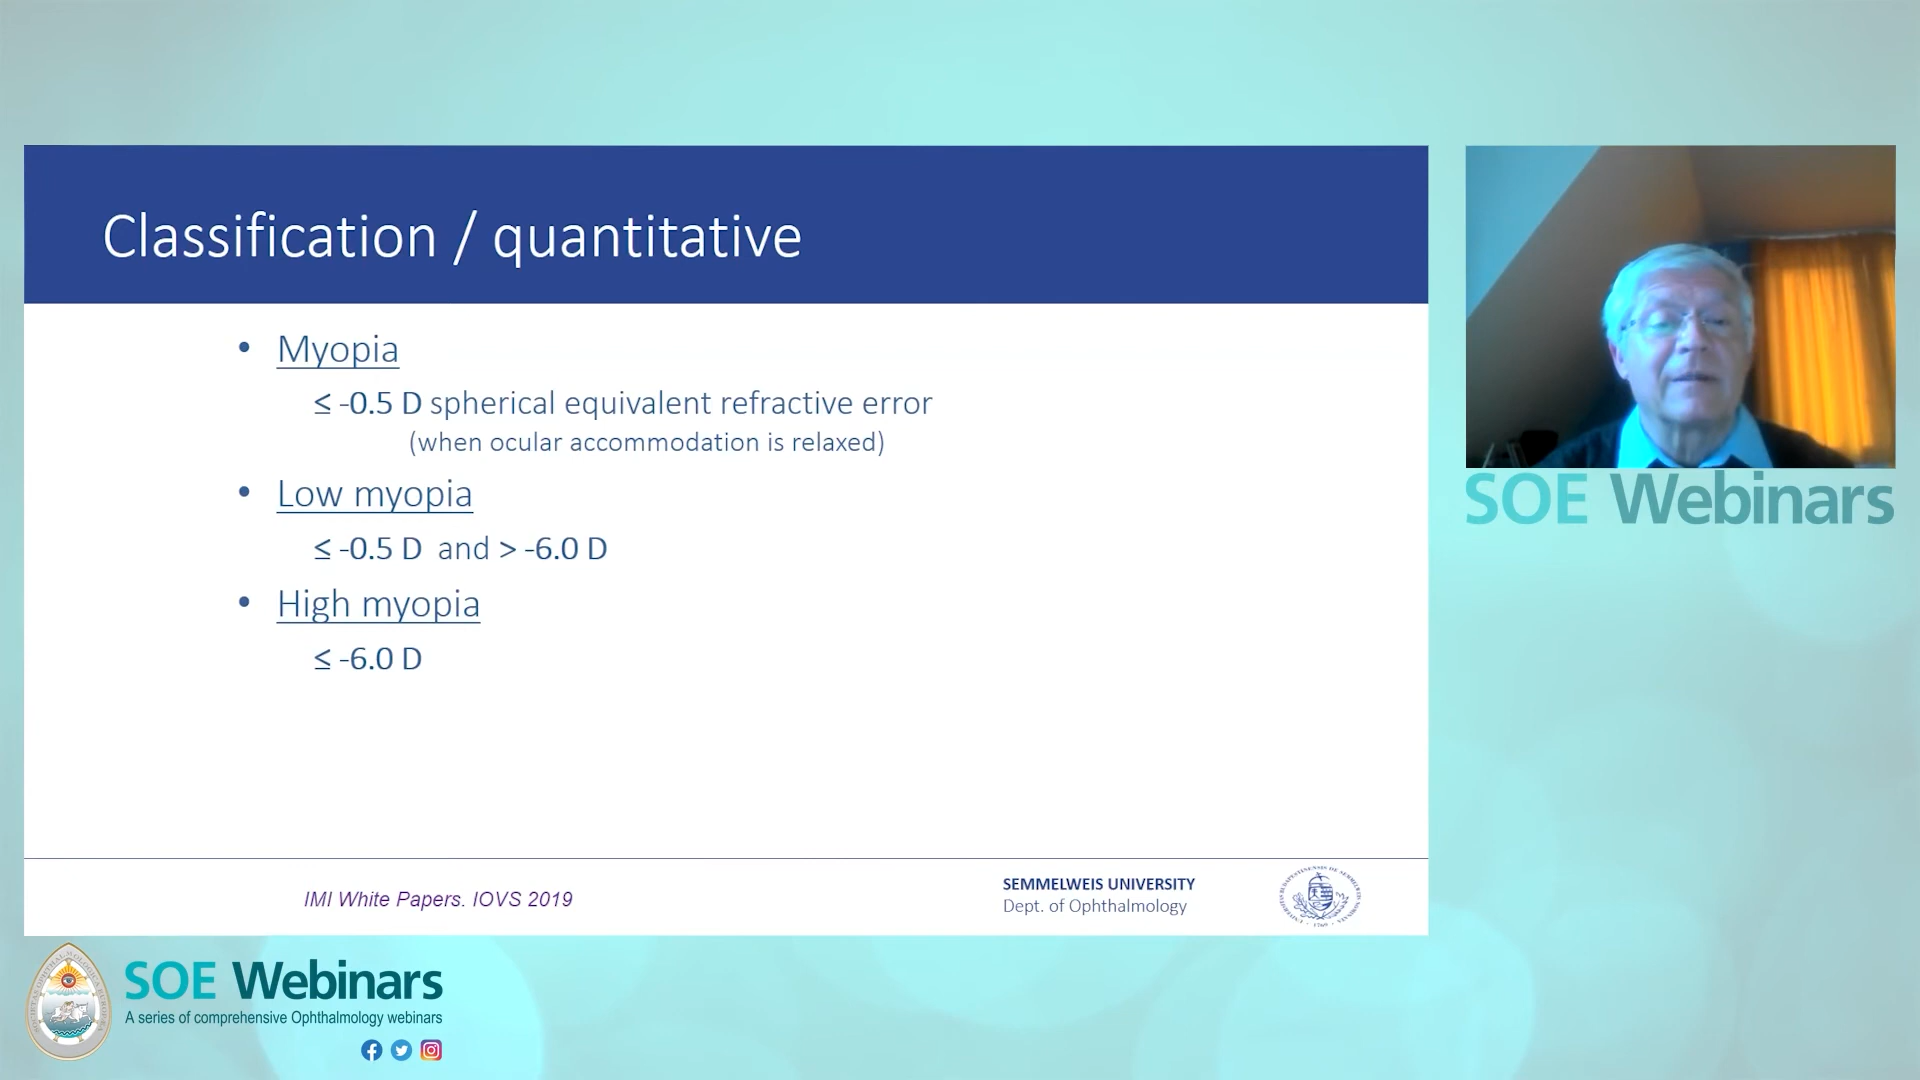 Classification / quantitative
• Myopia
≤ -0.5 D spherical equivalent refractive error
(when ocular accommodation is relaxed)
• Low myopia
≤ -0.5 D and > -6.0 D
• High myopia
≤ -6.0 D
IMI White Papers. IOVS 2019
SEMMELWEIS UNIVERSITY
Dept. of Ophthalmology
SOE Webinars
SOE Webinars
A series of comprehensive Ophthalmology webinars